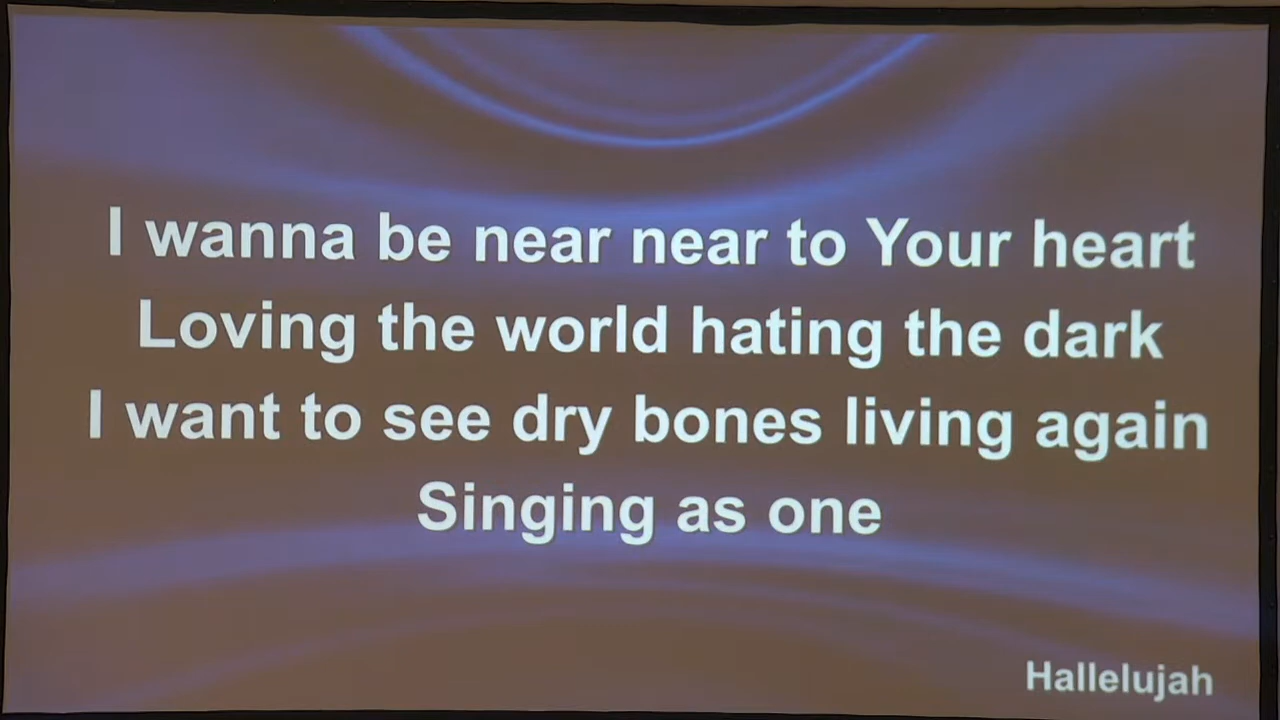 I wanna be near near to Your heart
Loving the world hating the dark
I want to see dry bones living again
Singing as one
Hallelujah